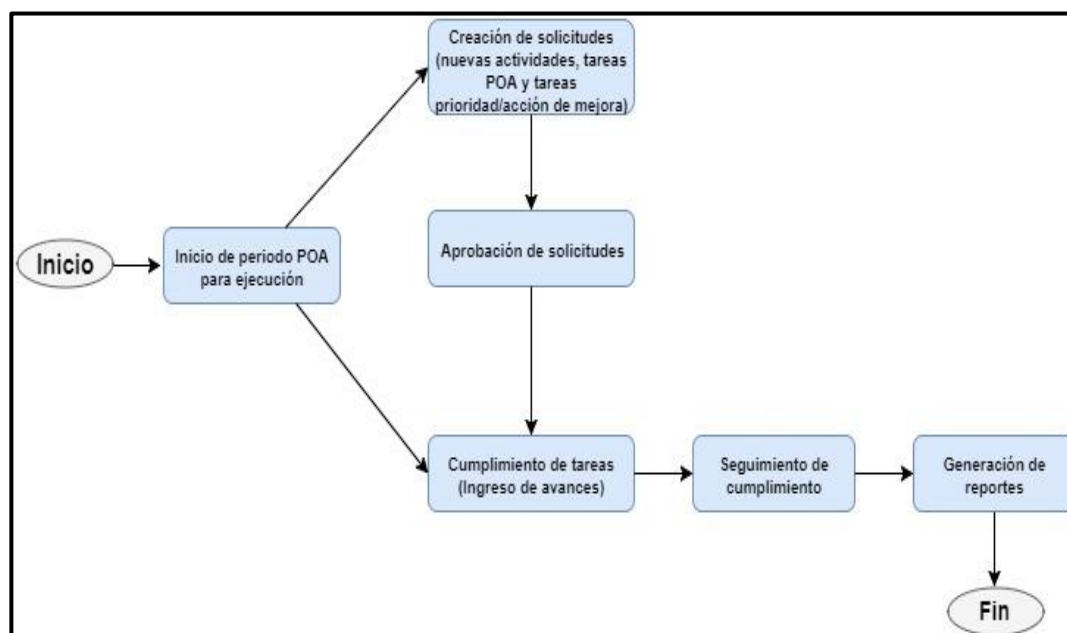 Creación de solicitudes
(nuevas actividades, tareas
POA y tareas
prioridad/acción de mejora)
Inicio
Inicio de periodo POA
para ejecución
Aprobación de solicitudes
Cumplimiento de tareas
(Ingreso de avances)
Seguimiento de
cumplimiento
Generación de
reportes
Fin